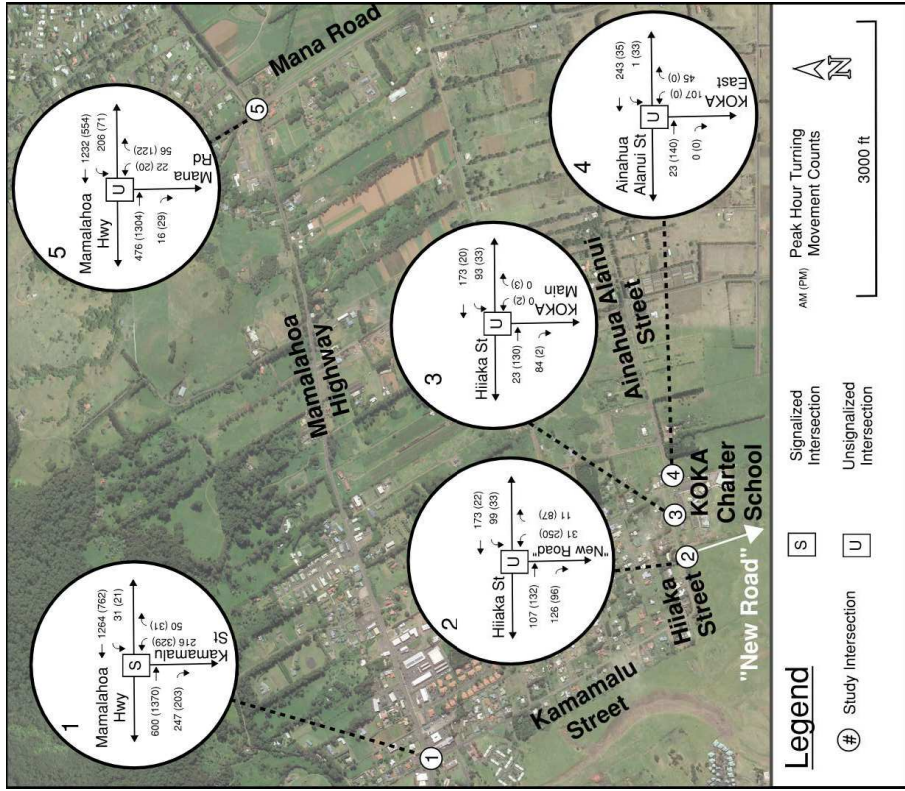 1
Mamalahoa
Hwy
1264 (762)
31 (21)
S
600 (1370)
247 (203)
216 (329)
50 (31)
Kamamalu
St
5
Mamalahoa
Hwy
1232 (554)
206 (71)
U
476 (1304)
16 (29)
22 (20)
56 (122)
Mana
Rd
Mana Road
5
Mamalahoa
Highway
2
Hiiaka St
173 (22)
99 (33)
U
107 (132)
126 (96)
31 (250)
11 (87)
"New Road"
3
Hiiaka St
173 (20)
93 (33)
U
23 (130)
84 (2)
0 (2)
0 (3)
KOKA
Main
4
Ainahua
Alanui St
243 (35)
1 (33)
U
23 (140)
0 (0)
107 (0)
45 (0)
KOKA
East
1
Kamamalu
Street
Hiiaka
Street
2
3
4
KOKA
Charter
School
Ainahua Alanui
Street
"New Road"
Legend
# Study Intersection
S Signalized
Intersection
U Unsignalized
Intersection
AM (PM) Peak Hour Turning
Movement Counts
N
3000 ft